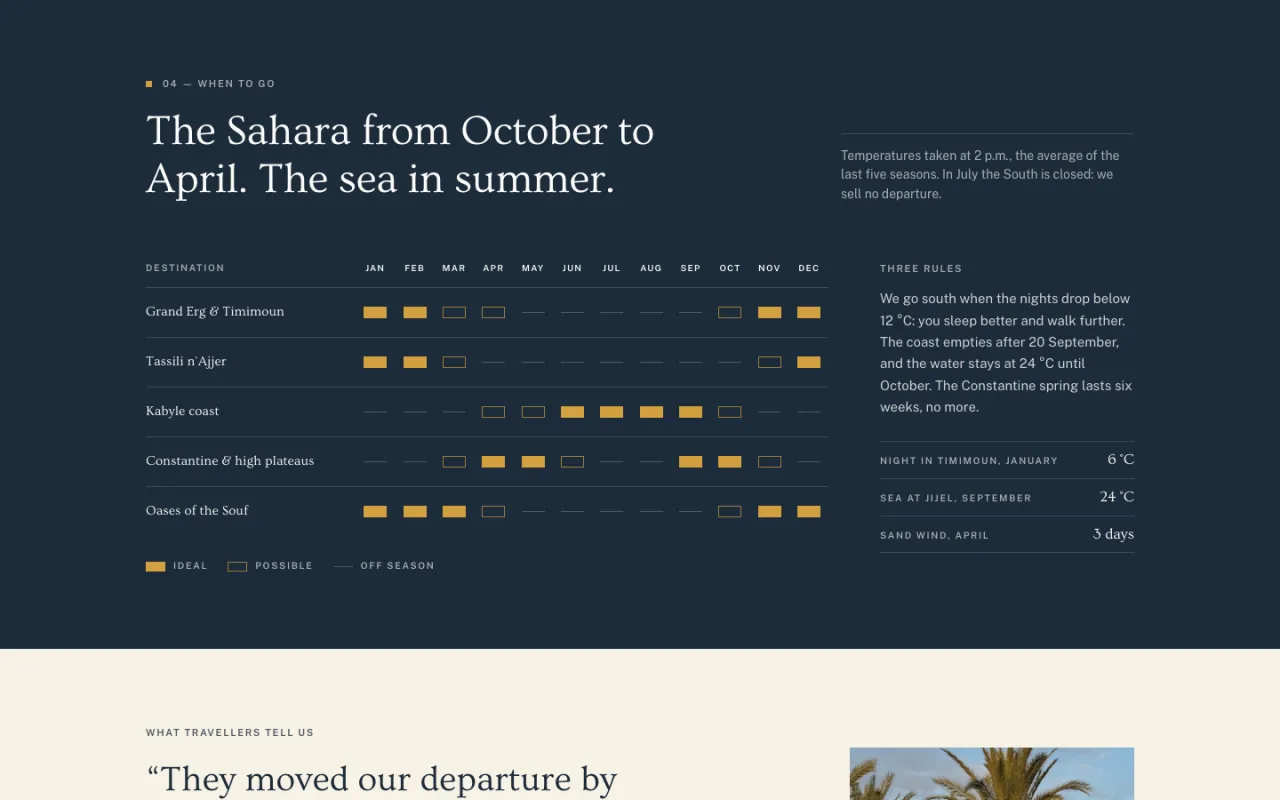 04 — WHEN TO GO
The Sahara from October to
April. The sea in summer.
Temperatures taken at 2 p.m., the average of the
last five seasons. In July the South is closed: we
sell no departure.
DESTINATION JAN FEB MAR APR MAY JUN JUL AUG SEP OCT NOV DEC
Grand Erg & Timimoun
Tassili n'Ajjer
Kabyle coast
Constantine & high plateaus
Oases of the Souf
IDEAL POSSIBLE OFF SEASON
THREE RULES
We go south when the nights drop below
12 °C: you sleep better and walk further.
The coast empties after 20 September,
and the water stays at 24 °C until
October. The Constantine spring lasts six
weeks, no more.
NIGHT IN TIMIMOUN, JANUARY 6 °C
SEA AT JIJEL, SEPTEMBER 24 °C
SAND WIND, APRIL 3 days
WHAT TRAVELLERS TELL US
“They moved our departure by